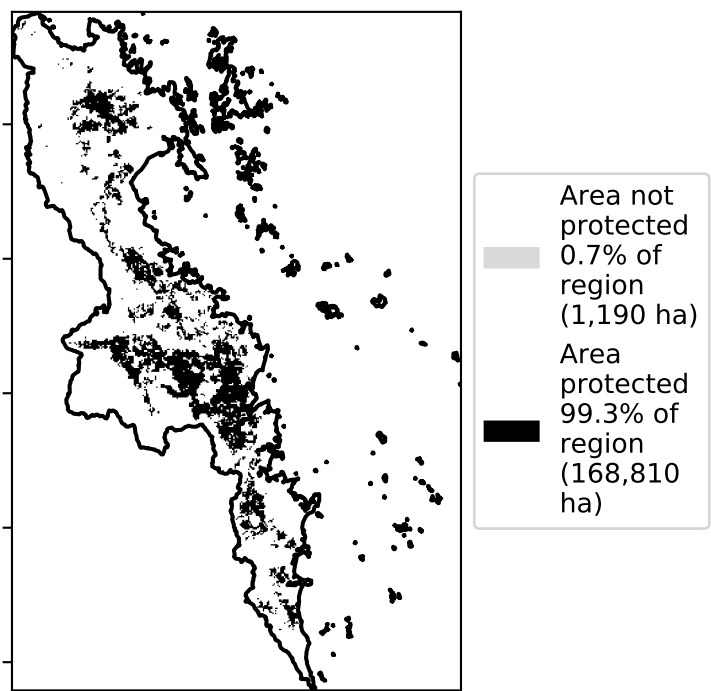 Area not
protected
0.7% of
region
(1,190 ha)
Area
protected
99.3% of
region
(168,810
ha)